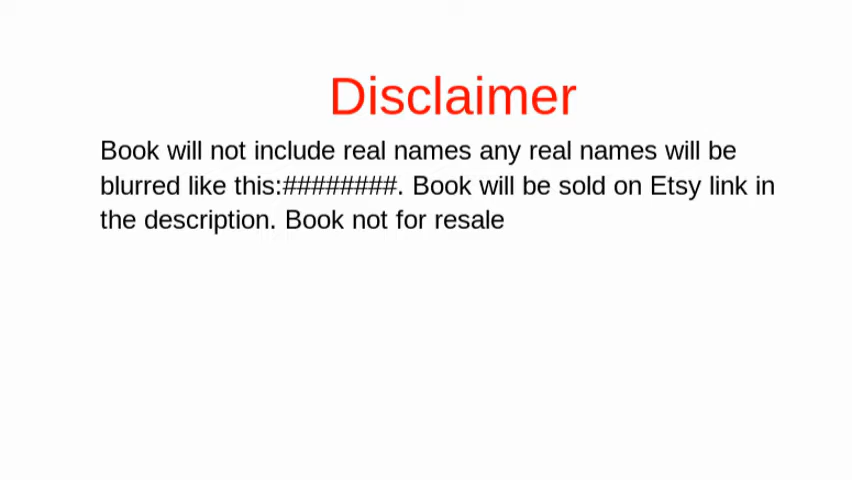 Disclaimer
Book will not include real names any real names will be
blurred like this:########. Book will be sold on Etsy link in
the description. Book not for resale